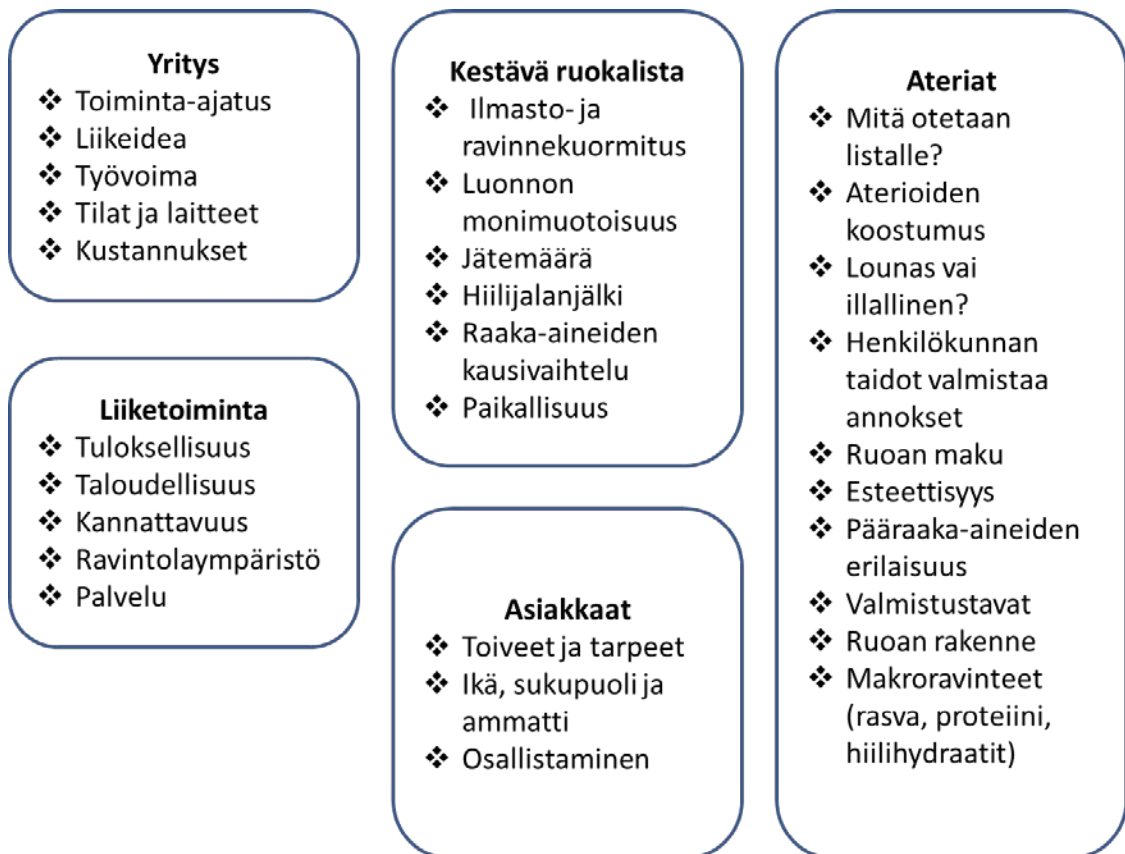 Yritys
❖ Toiminta-ajatus
❖ Liikeidea
❖ Työvoima
❖ Tilat ja laitteet
❖ Kustannukset
Liiketoiminta
❖ Tuloksellisuus
❖ Taloudellisuus
❖ Kannattavuus
❖ Ravintolaympäristö
❖ Palvelu
Kestävä ruokalista
❖ Ilmasto- ja
ravinnekuormitus
❖ Luonnon
monimuotoisuus
❖ Jätemäärä
❖ Hiilijalanjälki
❖ Raaka-aineiden
kausivaihtelu
❖ Paikallisuus
Asiakkaat
❖ Toiveet ja tarpeet
❖ Ikä, sukupuoli ja
ammatti
❖ Osallistaminen
Ateriat
❖ Mitä otetaan
listalle?
❖ Aterioiden
koostumus
❖ Lounas vai
illallinen?
❖ Henkilökunnan
taidot valmistaa
annokset
❖ Ruoan maku
❖ Esteettisyys
❖ Pääraaka-aineiden
erilaisuus
❖ Valmistustavat
❖ Ruoan rakenne
❖ Makroravinteet
(rasva, proteiini,
hiilihydraatit)